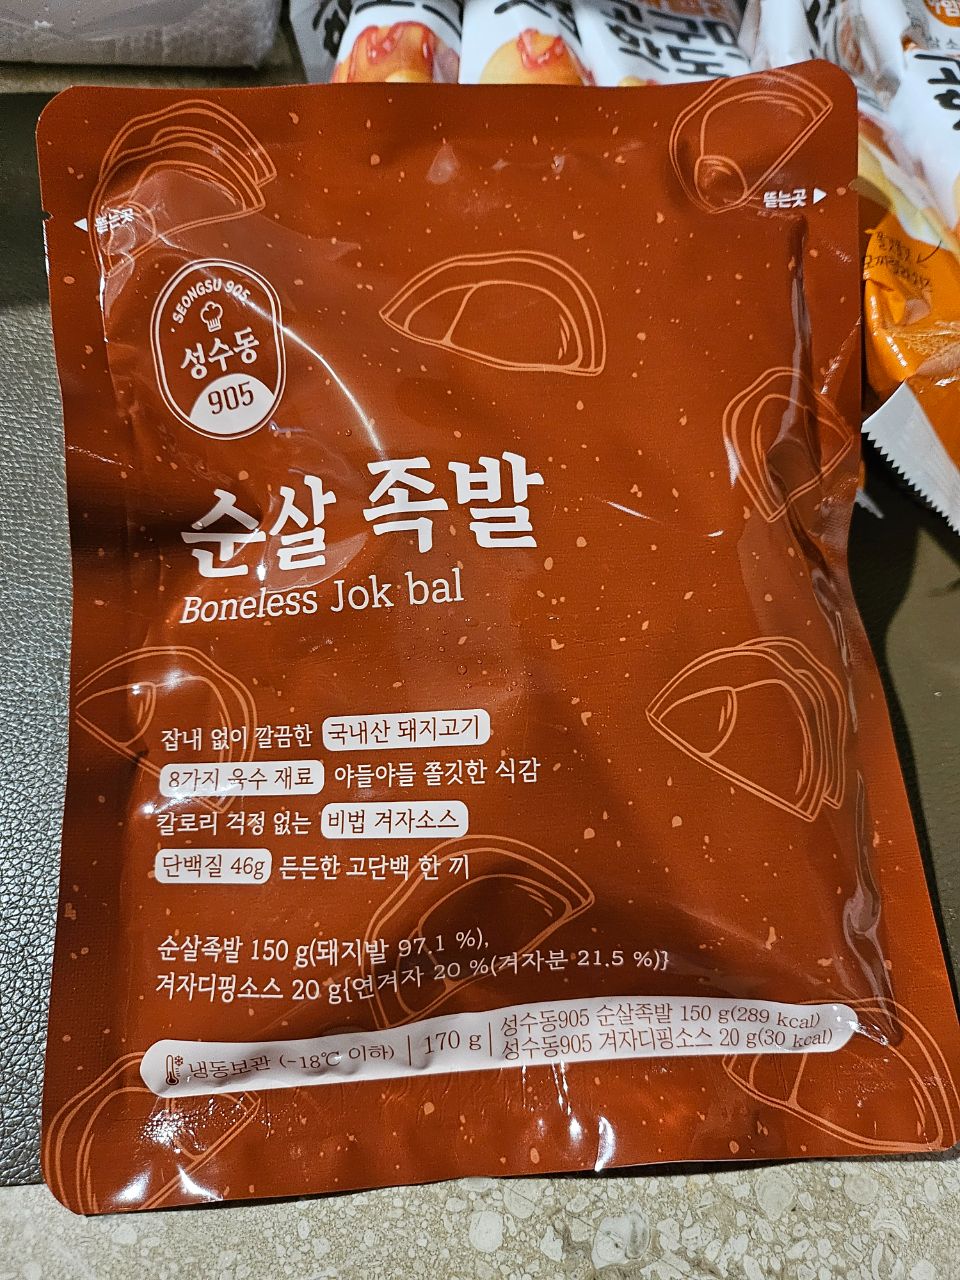 뜯는곳
뜯는곳
SEONGSU 905
성수동
905
순살 족발
Boneless Jok bal
잡내 없이 깔끔한 국내산 돼지고기
8가지 육수 재료 야들야들 쫄깃한 식감
칼로리 걱정 없는 비법 겨자소스
단백질 46g 든든한 고단백 한 끼
순살족발 150 g(돼지발 97.1 %),
겨자디핑소스 20 g{연겨자 20 %(겨자분 21.5 %)}
냉동보관 (-18℃ 이하) | 170 g | 성수동905 순살족발 150 g(289 kcal)
성수동905 겨자디핑소스 20 g(30 kcal)